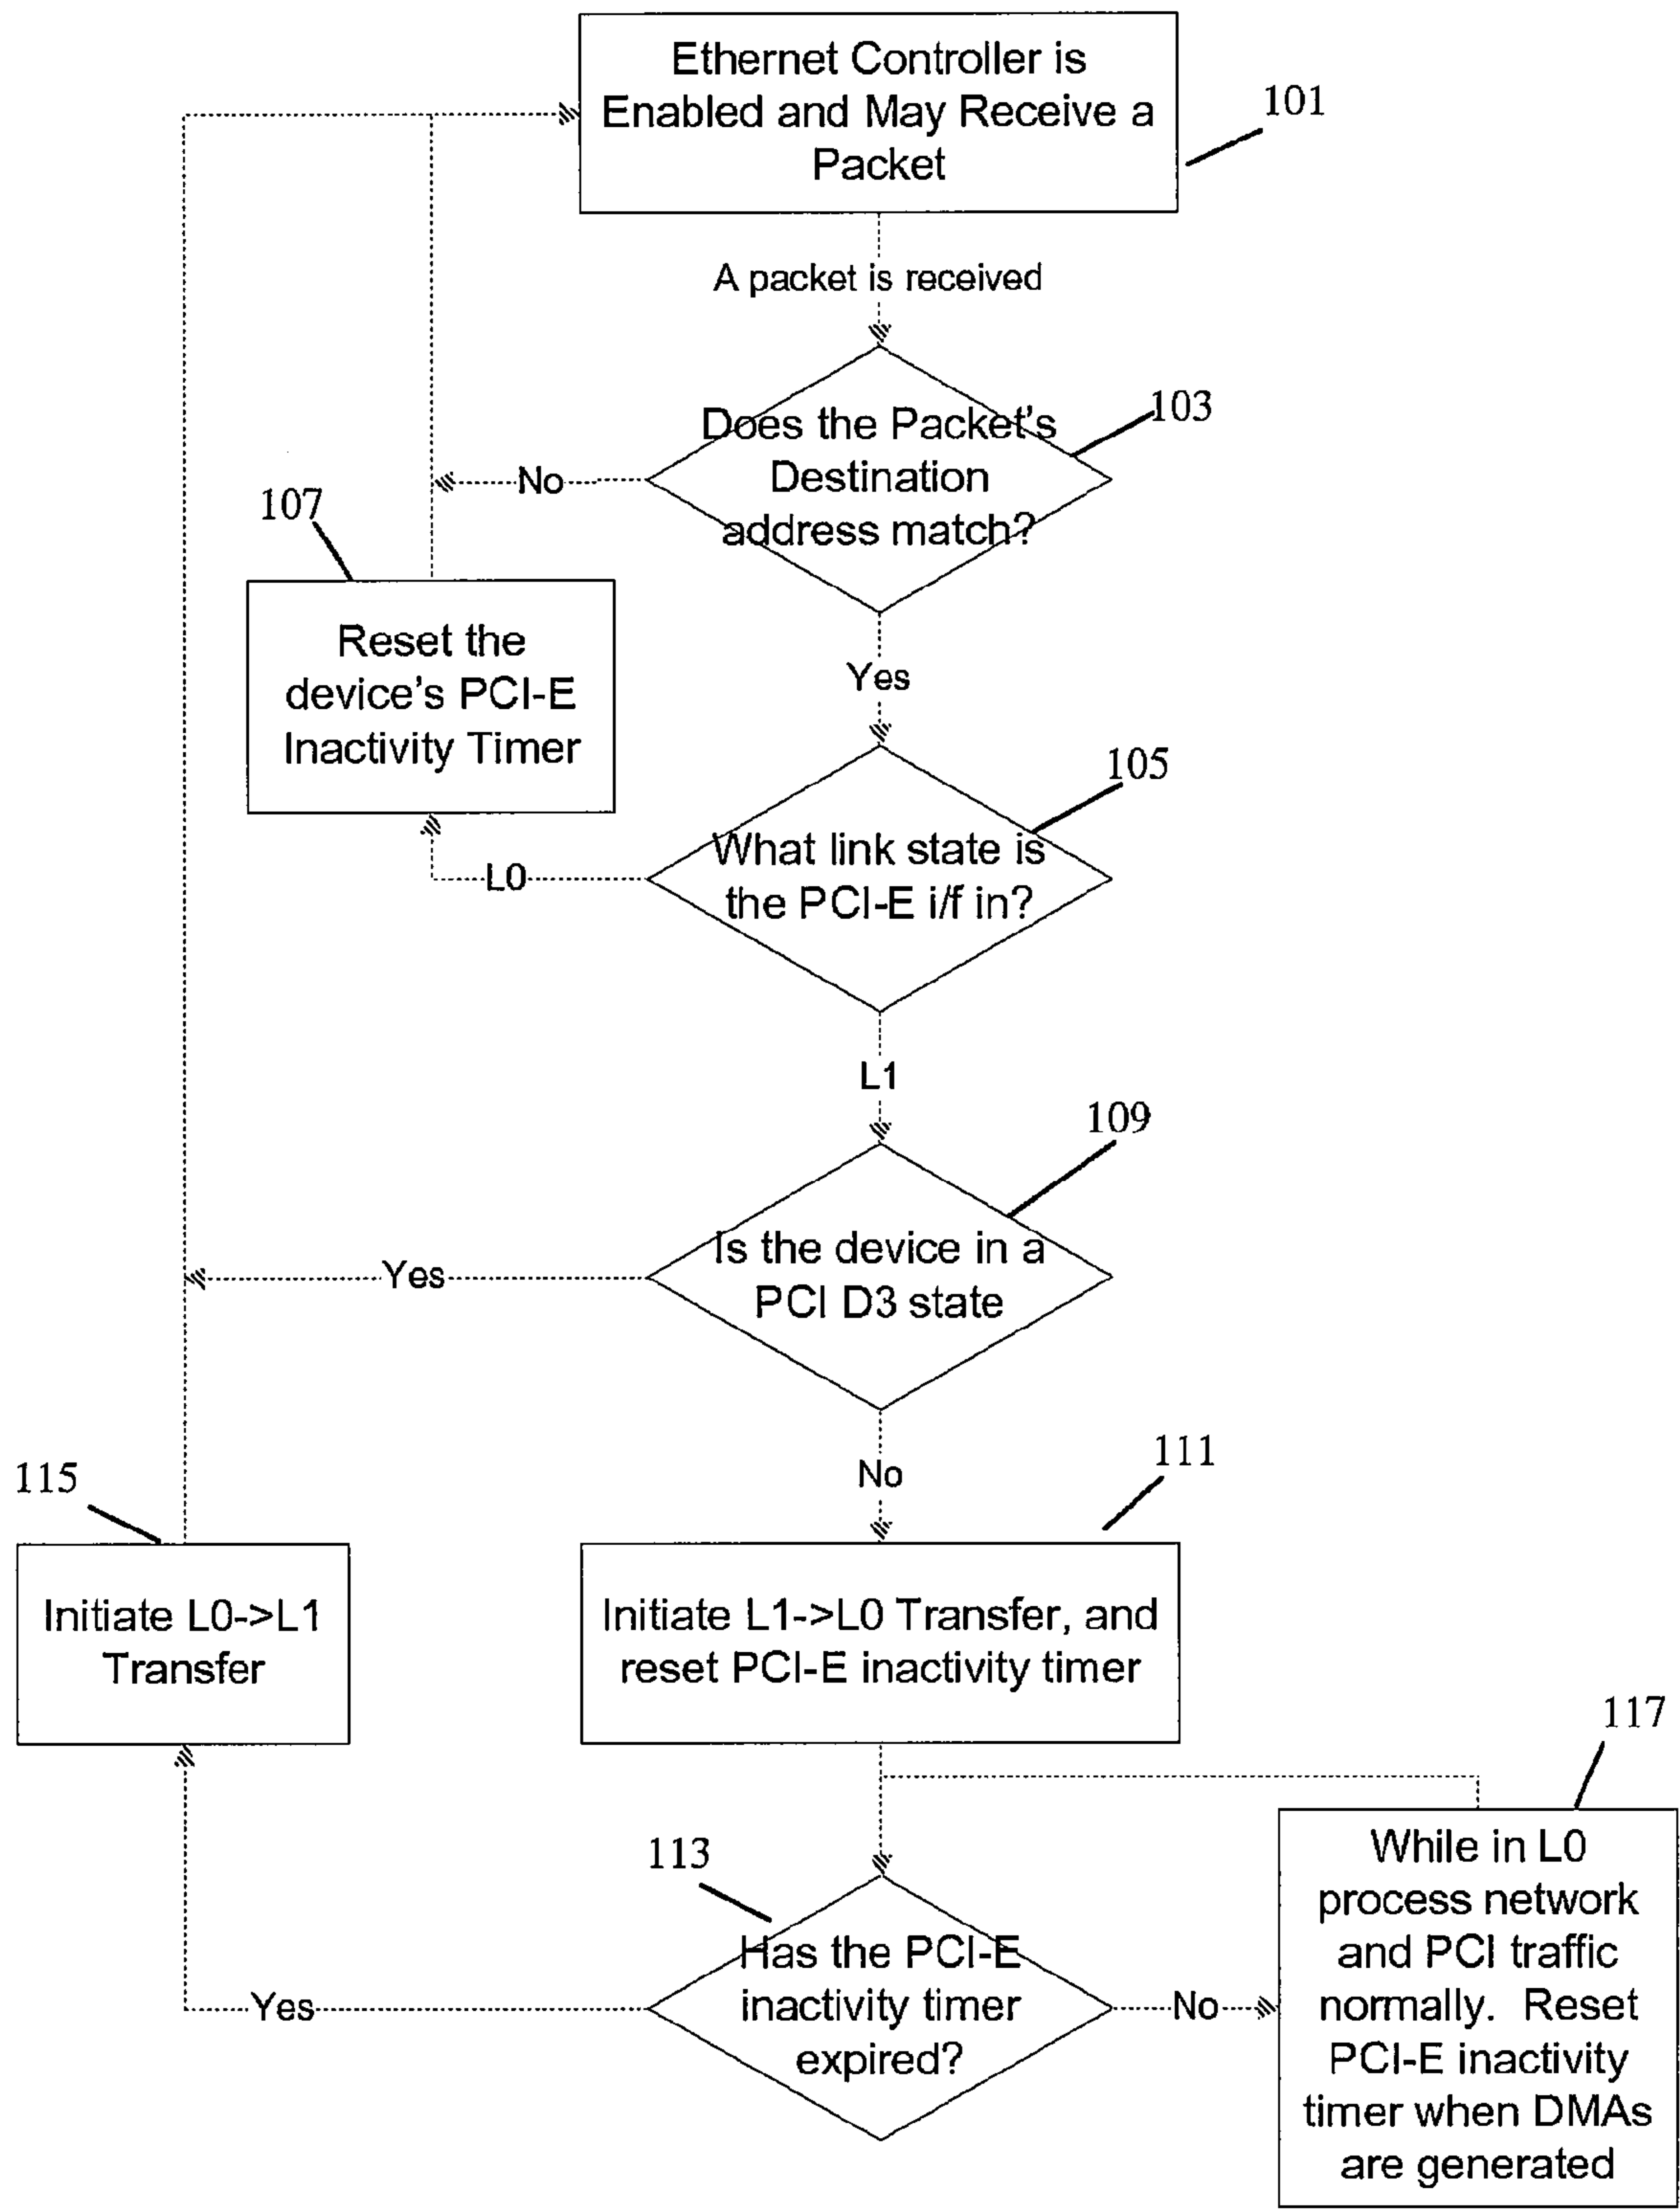 Ethernet Controller is
Enabled and May Receive a
Packet
101
A packet is received
103
Does the Packet's
Destination
address match?
No
107
Reset the
device's PCI-E
Inactivity Timer
Yes
105
What link state is
the PCI-E i/f in?
L0
L1
109
Is the device in a
PCI D3 state
Yes
No
111
115
Initiate L0->L1
Transfer
Initiate L1->L0 Transfer, and
reset PCI-E inactivity timer
117
113
Has the PCI-E
inactivity timer
expired?
Yes
No
While in L0
process network
and PCI traffic
normally. Reset
PCI-E inactivity
timer when DMAs
are generated